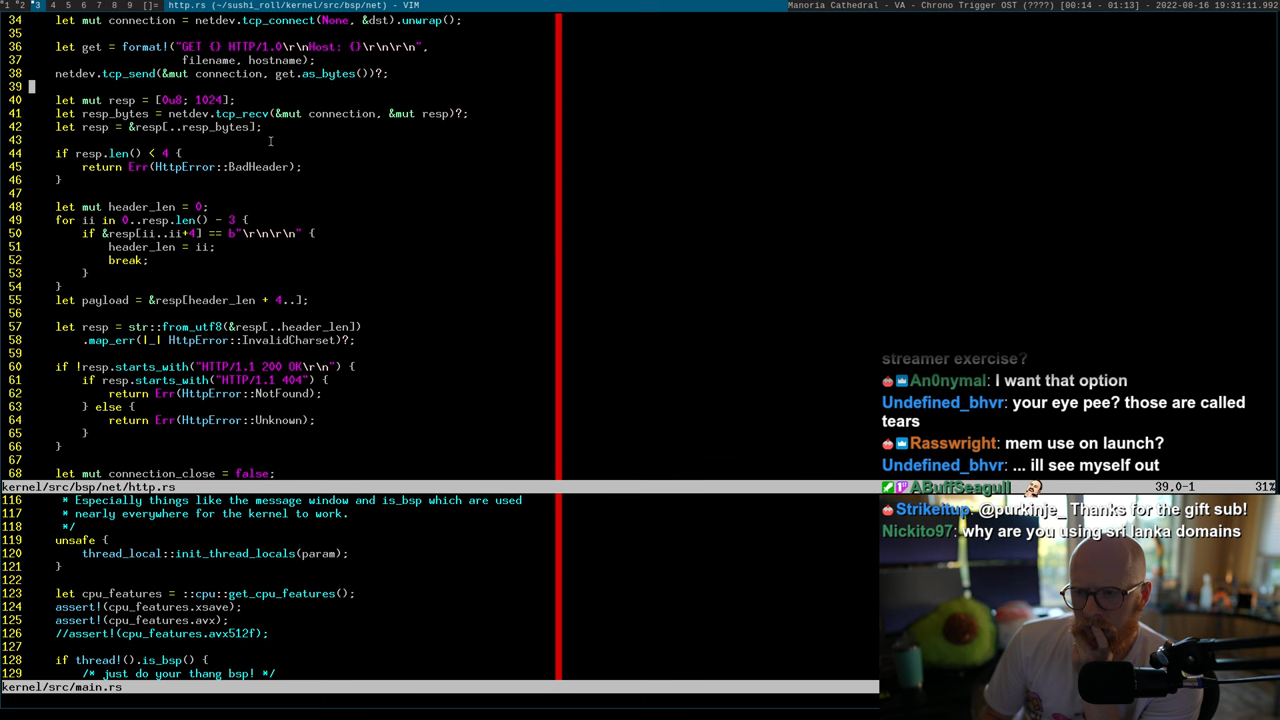 1 2 3 4 5 6 7 8 9 []= http.rs (~/sushi_roll/kernel/src/bsp/net) - VIM
Manoria Cathedral - VA - Chrono Trigger OST (????) [00:14 - 01:13] - 2022-08-16 19:31:11.992
34 let mut connection = netdev.tcp_connect(None, &dst).unwrap();
35
36 let get = format!("GET {} HTTP/1.0\r\nHost: {}\r\n\r\n",
37 filename, hostname);
38 netdev.tcp_send(&mut connection, get.as_bytes())?;
39
40 let mut resp = [0u8; 1024];
41 let resp_bytes = netdev.tcp_recv(&mut connection, &mut resp)?;
42 let resp = &resp[..resp_bytes];
43
44 if resp.len() < 4 {
45 return Err(HttpError::BadHeader);
46 }
47
48 let mut header_len = 0;
49 for ii in 0..resp.len() - 3 {
50 if &resp[ii..ii+4] == b"\r\n\r\n" {
51 header_len = ii;
52 break;
53 }
54 }
55 let payload = &resp[header_len + 4..];
56
57 let resp = str::from_utf8(&resp[..header_len])
58 .map_err(|_| HttpError::InvalidCharset)?;
59
60 if !resp.starts_with("HTTP/1.1 200 OK\r\n") {
61 if resp.starts_with("HTTP/1.1 404") {
62 return Err(HttpError::NotFound);
63 } else {
64 return Err(HttpError::Unknown);
65 }
66 }
67
68 let mut connection_close = false;
kernel/src/bsp/net/http.rs 39,0-1 31%
116 * Especially things like the message window and is_bsp which are used
117 * nearly everywhere for the kernel to work.
118 */
119 unsafe {
120 thread_local::init_thread_locals(param);
121 }
122
123 let cpu_features = ::cpu::get_cpu_features();
124 assert!(cpu_features.xsave);
125 assert!(cpu_features.avx);
126 //assert!(cpu_features.avx512f);
127
128 if thread!().is_bsp() {
129 /* just do your thang bsp! */
kernel/src/main.rs
streamer exercise?
An0nymal: I want that option
Undefined_bhvr: your eye pee? those are called
tears
Rasswright: mem use on launch?
Undefined_bhvr: ... ill see myself out
ABuffSeagull
StrikeItup: @purkinje_ Thanks for the gift sub!
Nickito97: why are you using sri lanka domains